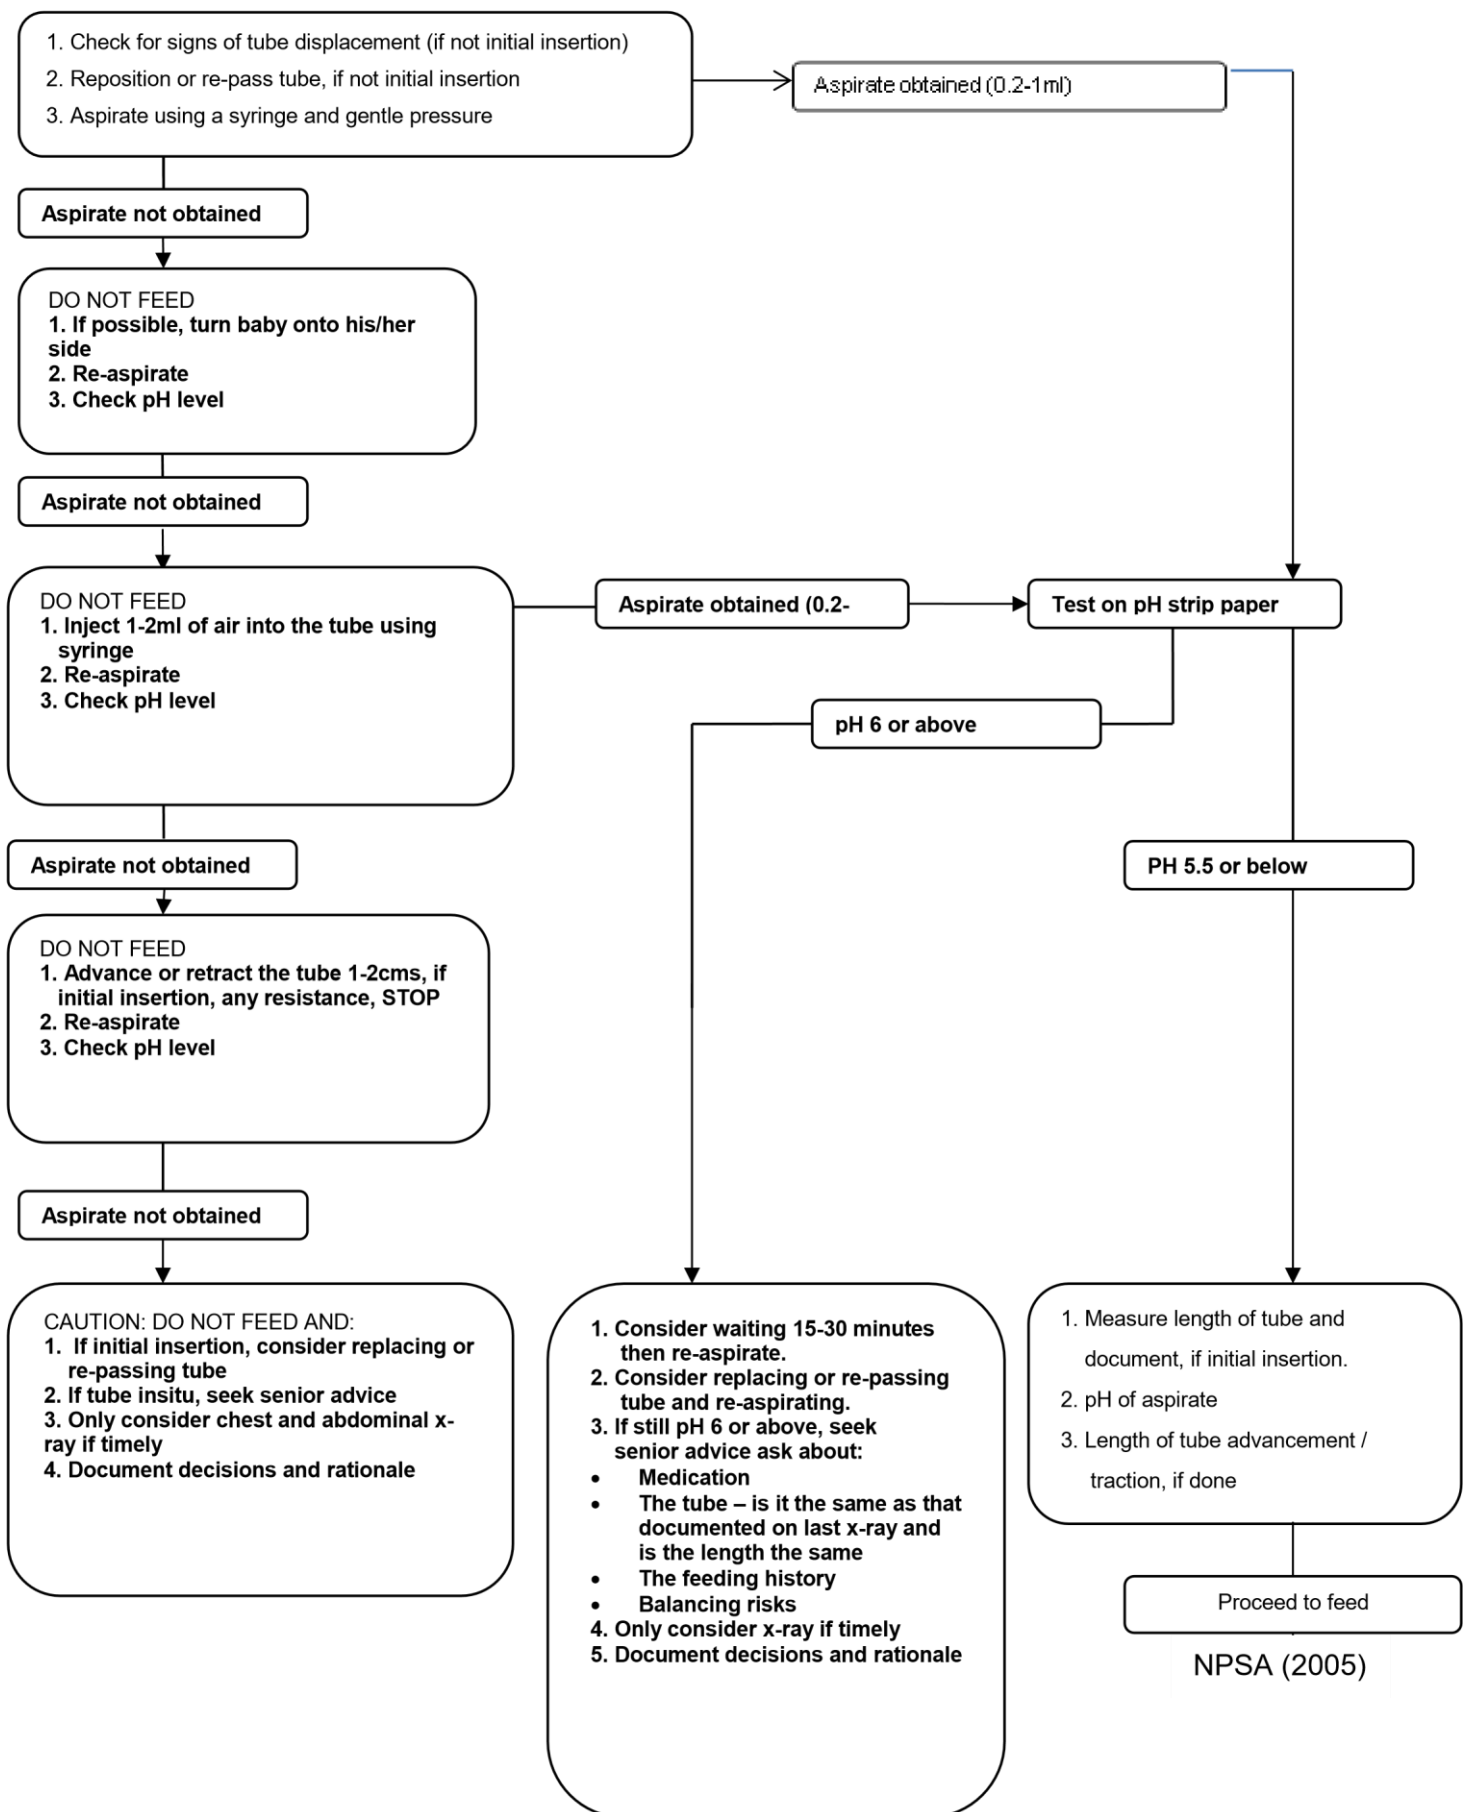 1. Check for signs of tube displacement (if not initial insertion)
2. Reposition or re-pass tube, if not initial insertion
3. Aspirate using a syringe and gentle pressure
Aspirate obtained (0.2-1ml)
Aspirate not obtained
DO NOT FEED
1. If possible, turn baby onto his/her
side
2. Re-aspirate
3. Check pH level
Aspirate not obtained
DO NOT FEED
1. Inject 1-2ml of air into the tube using
syringe
2. Re-aspirate
3. Check pH level
Aspirate obtained (0.2-
Test on pH strip paper
pH 6 or above
PH 5.5 or below
Aspirate not obtained
DO NOT FEED
1. Advance or retract the tube 1-2cms, if
initial insertion, any resistance, STOP
2. Re-aspirate
3. Check pH level
Aspirate not obtained
CAUTION: DO NOT FEED AND:
1. If initial insertion, consider replacing or
re-passing tube
2. If tube insitu, seek senior advice
3. Only consider chest and abdominal x-
ray if timely
4. Document decisions and rationale
1. Consider waiting 15-30 minutes
then re-aspirate.
2. Consider replacing or re-passing
tube and re-aspirating.
3. If still pH 6 or above, seek
senior advice ask about:
• Medication
• The tube – is it the same as that
documented on last x-ray and
is the length the same
• The feeding history
• Balancing risks
4. Only consider x-ray if timely
5. Document decisions and rationale
1. Measure length of tube and
document, if initial insertion.
2. pH of aspirate
3. Length of tube advancement /
traction, if done
Proceed to feed
NPSA (2005)